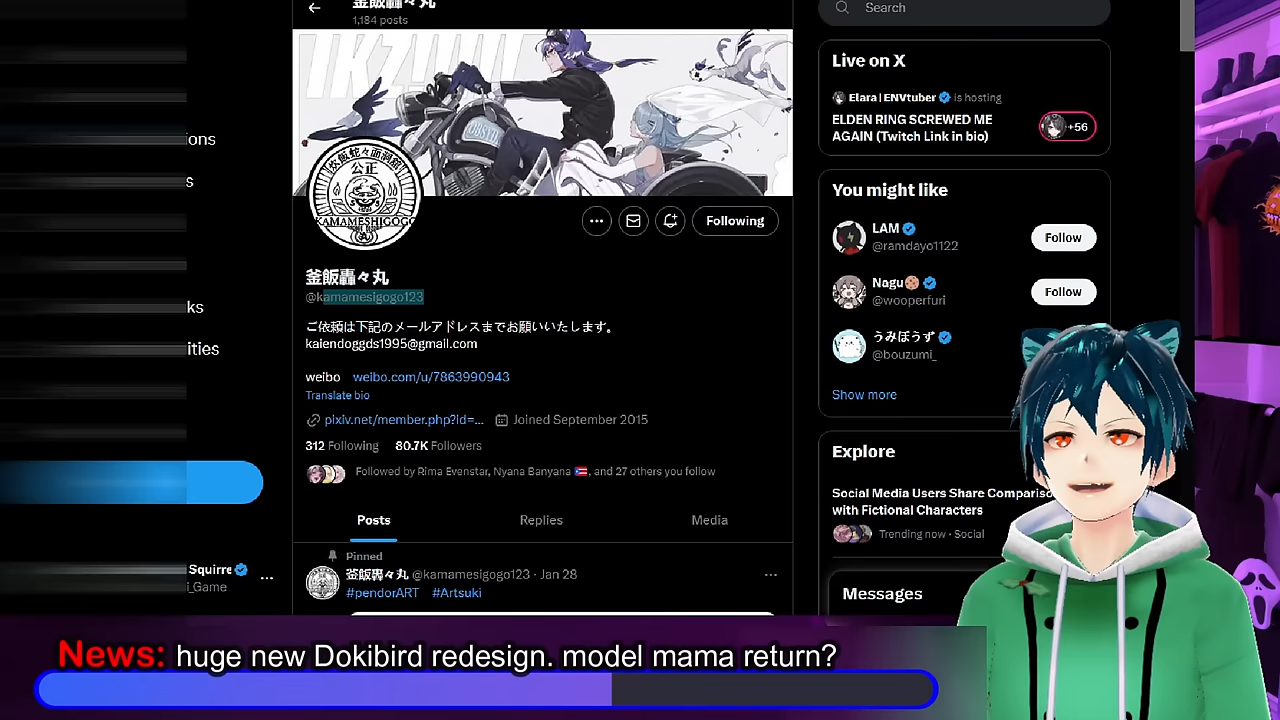 釜飯轟々丸
1,184 posts
IKZ
OBSYD
公正
KAMAMESHIGOGO
Following
釜飯轟々丸
@kamamesigogo123
ご依頼は下記のメールアドレスまでお願いいたします。
kaiendoggds1995@gmail.com
weibo weibo.com/u/7863990943
Translate bio
pixiv.net/member.php?id=... Joined September 2015
312 Following 80.7K Followers
Followed by Rima Evenstar, Nyana Banyana 🇵🇷, and 27 others you follow
Posts Replies Media
Pinned
釜飯轟々丸 @kamamesigogo123 · Jan 28
#pendorART #Artsuki
ions
s
ks
ities
Squirre
i_Game
Search
Live on X
Elara | ENVtuber is hosting
ELDEN RING SCREWED ME
AGAIN (Twitch Link in bio)
+56
You might like
LAM
@ramdayo1122
Follow
Nagu🍪
@wooperfuri
Follow
うみぼうず
@bouzumi_
Show more
Explore
Social Media Users Share Compariso
with Fictional Characters
Trending now · Social
Messages
News: huge new Dokibird redesign. model mama return?